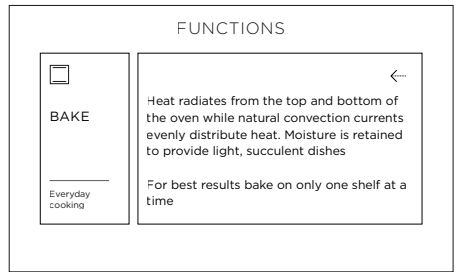 FUNCTIONS
BAKE
Everyday
cooking
Heat radiates from the top and bottom of
the oven while natural convection currents
evenly distribute heat. Moisture is retained
to provide light, succulent dishes
For best results bake on only one shelf at a
time